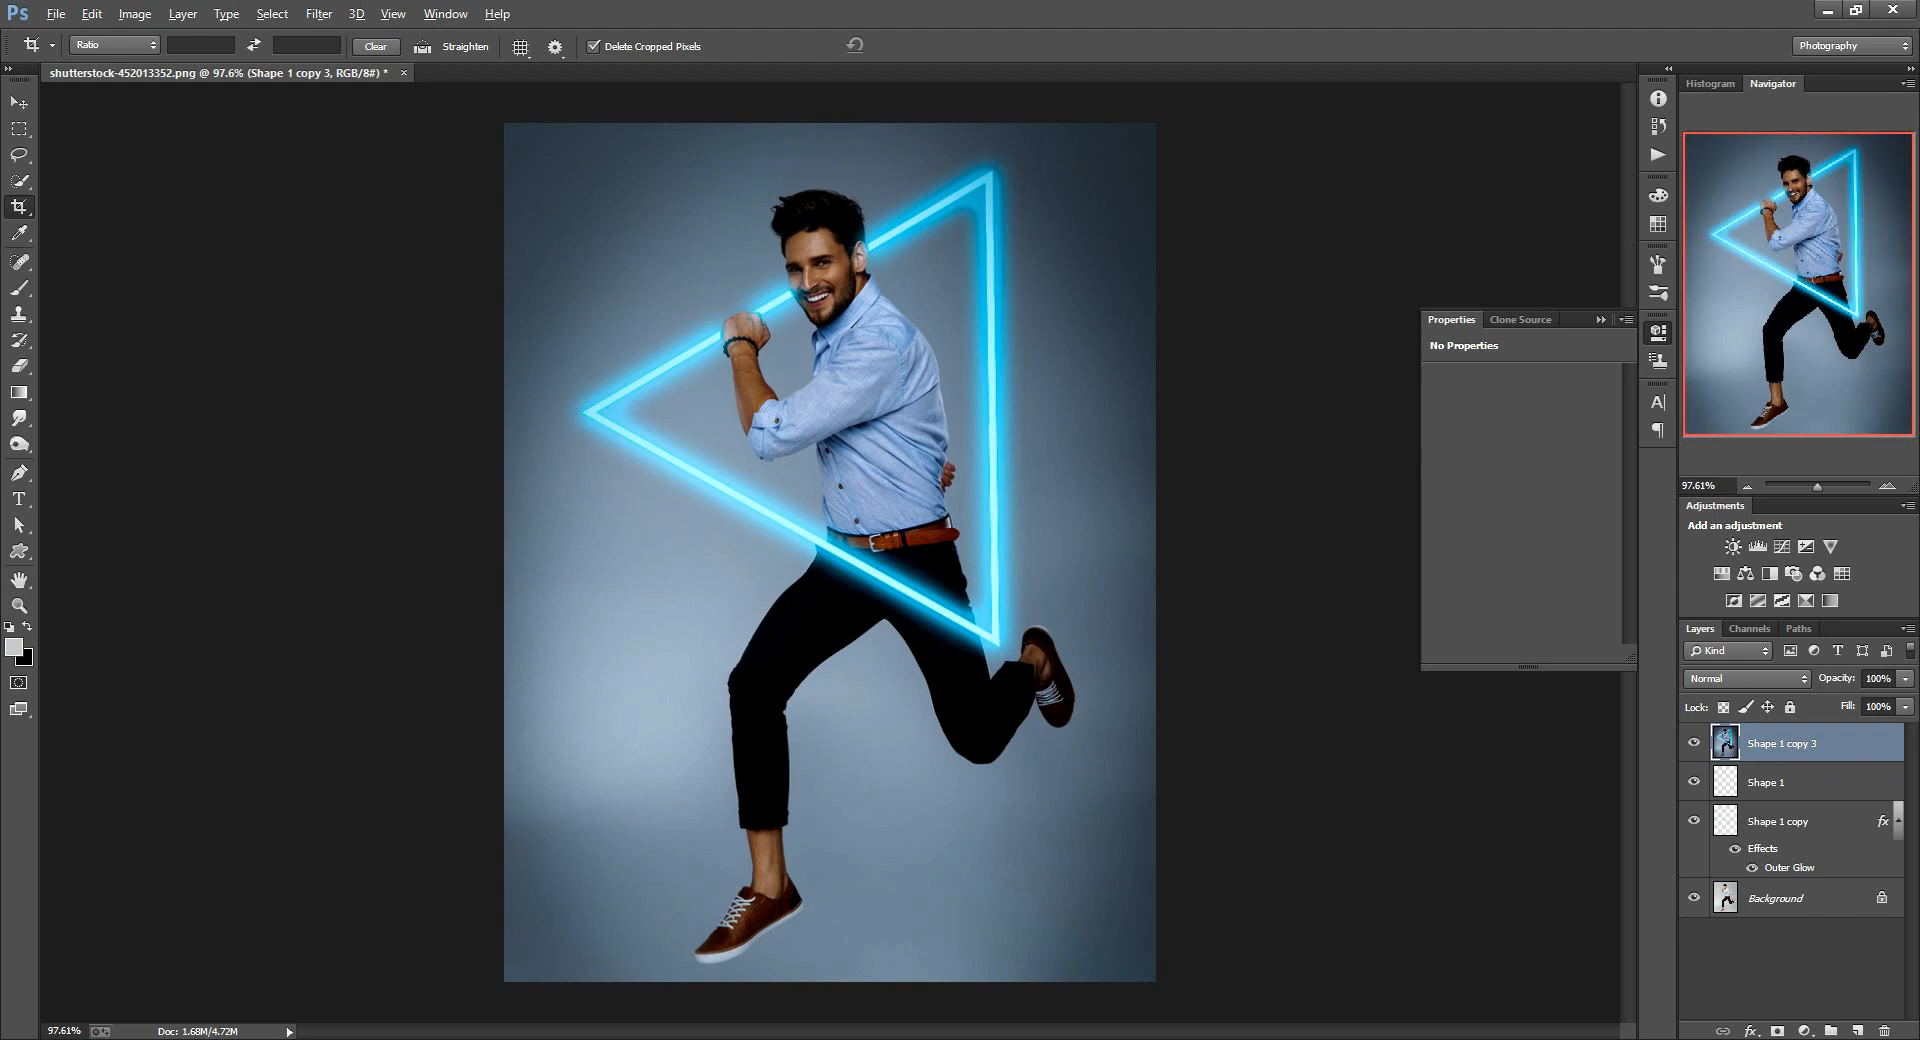 Ps File Edit Image Layer Type Select Filter 3D View Window Help
Ratio Clear Straighten Delete Cropped Pixels Photography
shutterstock-452013352.png @ 97.6% (Shape 1 copy 3, RGB/8#) * ×
Histogram Navigator
Properties Clone Source
No Properties
97.61%
Adjustments
Add an adjustment
Layers Channels Paths
Kind
Normal Opacity: 100%
Lock: Fill: 100%
Shape 1 copy 3
Shape 1
Shape 1 copy fx
Effects
Outer Glow
Background
97.61% Doc: 1.68M/4.72M